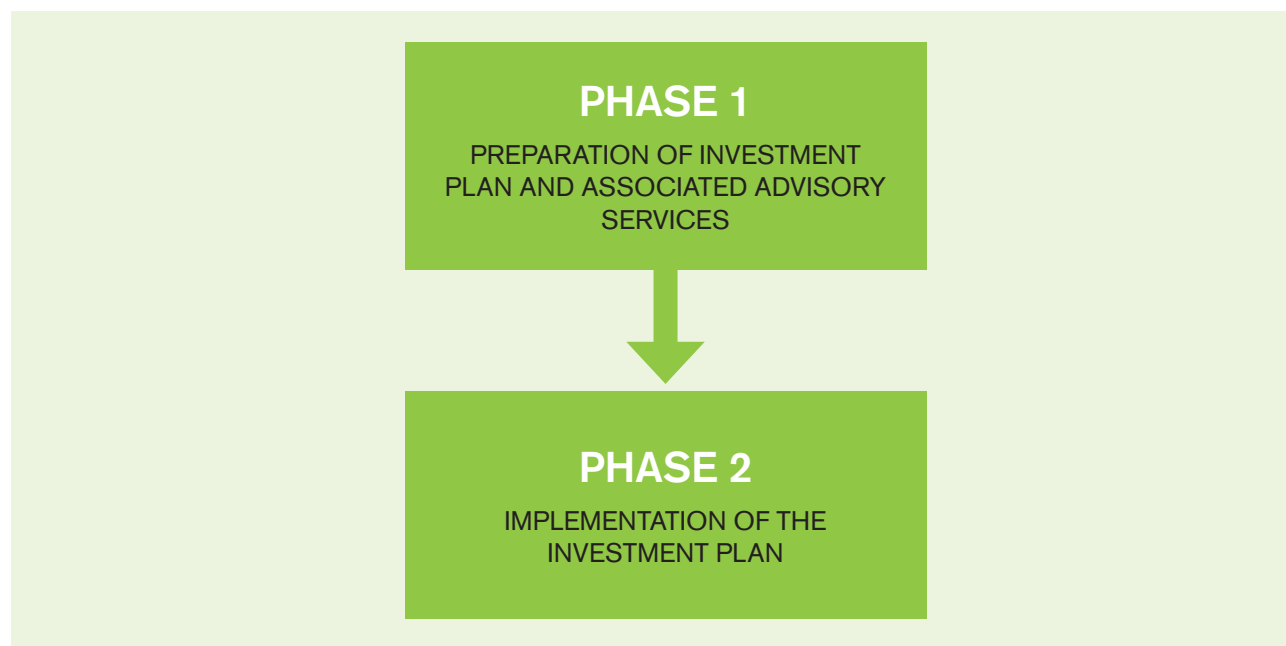 PHASE 1
PREPARATION OF INVESTMENT
PLAN AND ASSOCIATED ADVISORY
SERVICES
PHASE 2
IMPLEMENTATION OF THE
INVESTMENT PLAN